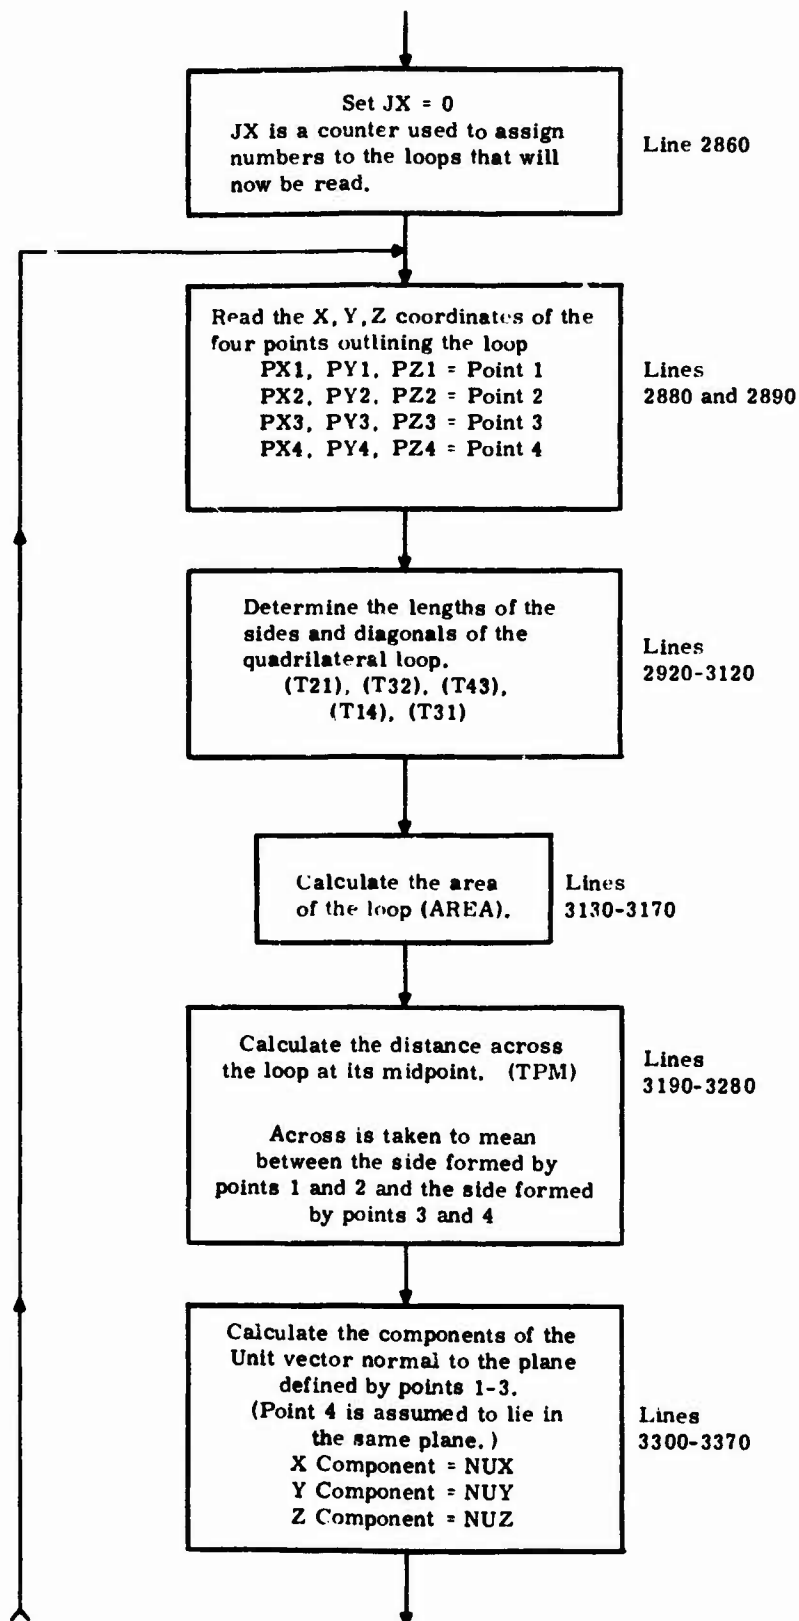 Set JX = 0
JX is a counter used to assign
numbers to the loops that will
now be read.
Line 2860
Read the X, Y, Z coordinates of the
four points outlining the loop
PX1, PY1, PZ1 = Point 1
PX2, PY2, PZ2 = Point 2
PX3, PY3, PZ3 = Point 3
PX4, PY4, PZ4 = Point 4
Lines
2880 and 2890
Determine the lengths of the
sides and diagonals of the
quadrilateral loop.
(T21), (T32), (T43),
(T14), (T31)
Lines
2920-3120
Calculate the area
of the loop (AREA).
Lines
3130-3170
Calculate the distance across
the loop at its midpoint. (TPM)
Across is taken to mean
between the side formed by
points 1 and 2 and the side formed
by points 3 and 4
Lines
3190-3280
Calculate the components of the
Unit vector normal to the plane
defined by points 1-3.
(Point 4 is assumed to lie in
the same plane.)
X Component = NUX
Y Component = NUY
Z Component = NUZ
Lines
3300-3370